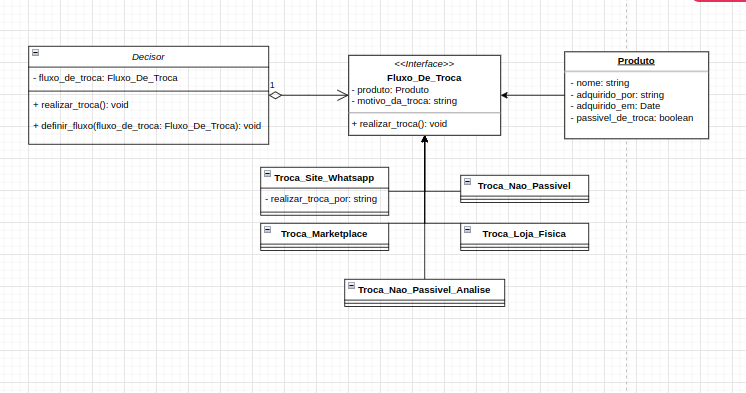 Decisor
- fluxo_de_troca: Fluxo_De_Troca
+ realizar_troca(): void
+ definir_fluxo(fluxo_de_troca: Fluxo_De_Troca): void
1
<<Interface>>
Fluxo_De_Troca
- produto: Produto
- motivo_da_troca: string
+ realizar_troca(): void
Produto
- nome: string
- adquirido_por: string
- adquirido_em: Date
- passivel_de_troca: boolean
Troca_Site_Whatsapp
- realizar_troca_por: string
Troca_Nao_Passivel
Troca_Marketplace
Troca_Loja_Fisica
Troca_Nao_Passivel_Analise